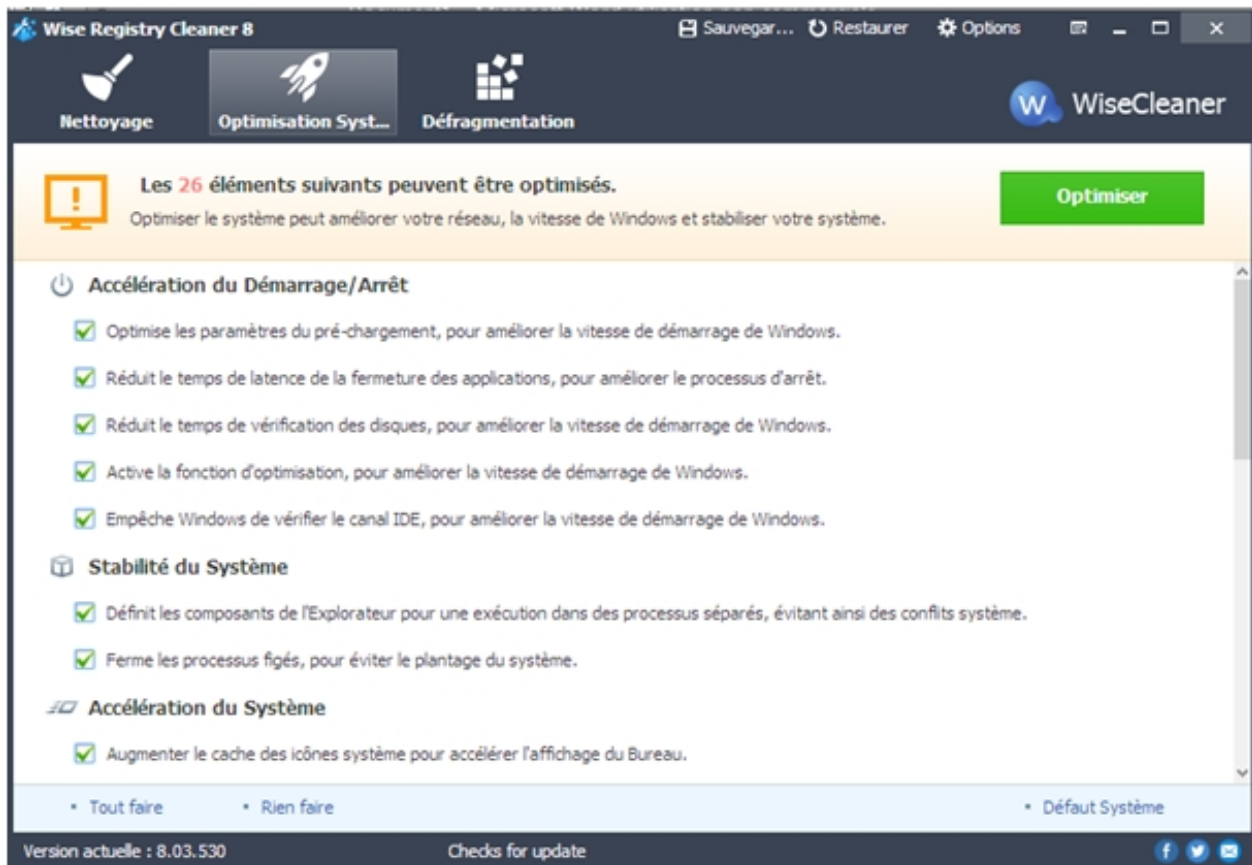 Wise Registry Cleaner 8
Sauvegar... Restaurer Options
Nettoyage
Optimisation Syst...
Défragmentation
W WiseCleaner
Les 26 éléments suivants peuvent être optimisés.
Optimiser le système peut améliorer votre réseau, la vitesse de Windows et stabiliser votre système.
Optimiser
Accélération du Démarrage/Arrêt
Optimise les paramètres du pré-chargement, pour améliorer la vitesse de démarrage de Windows.
Réduit le temps de latence de la fermeture des applications, pour améliorer le processus d'arrêt.
Réduit le temps de vérification des disques, pour améliorer la vitesse de démarrage de Windows.
Active la fonction d'optimisation, pour améliorer la vitesse de démarrage de Windows.
Empêche Windows de vérifier le canal IDE, pour améliorer la vitesse de démarrage de Windows.
Stabilité du Système
Définit les composants de l'Explorateur pour une exécution dans des processus séparés, évitant ainsi des conflits système.
Ferme les processus figés, pour éviter le plantage du système.
Accélération du Système
Augmenter le cache des icônes système pour accélérer l'affichage du Bureau.
Tout faire
Rien faire
Défaut Système
Version actuelle : 8.03.530
Checks for update